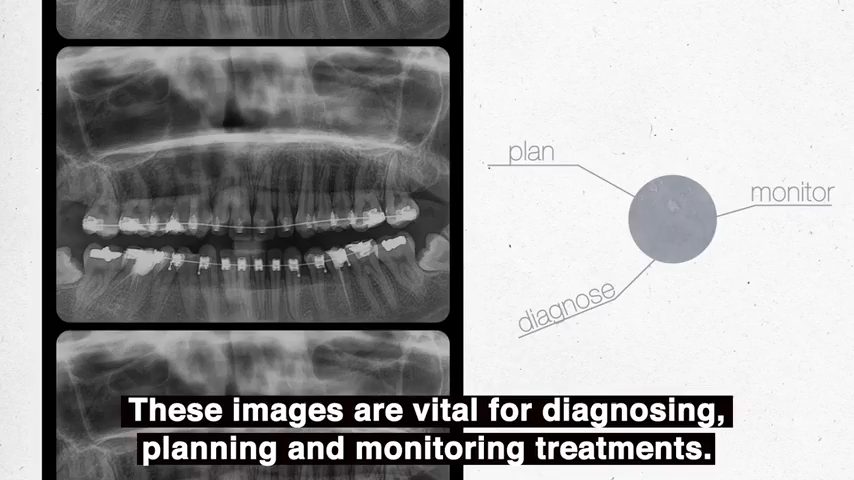 plan
monitor
diagnose
These images are vital for diagnosing,
planning and monitoring treatments.